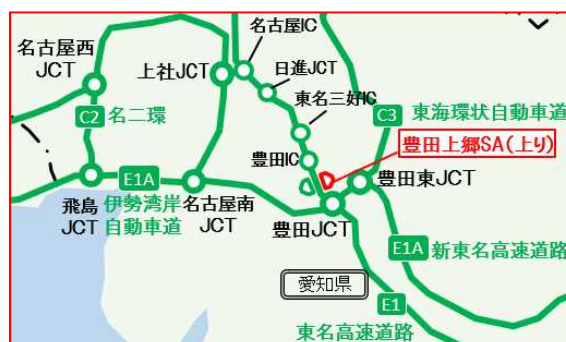 名古屋IC
名古屋西
JCT
上社JCT
日進JCT
C2 名二環
東名三好IC
C3 東海環状自動車道
豊田上郷SA(上り)
豊田IC
豊田東JCT
E1A
飛島
JCT
伊勢湾岸
自動車道
名古屋南
JCT
豊田JCT
E1A 新東名高速道路
愛知県
E1
東名高速道路